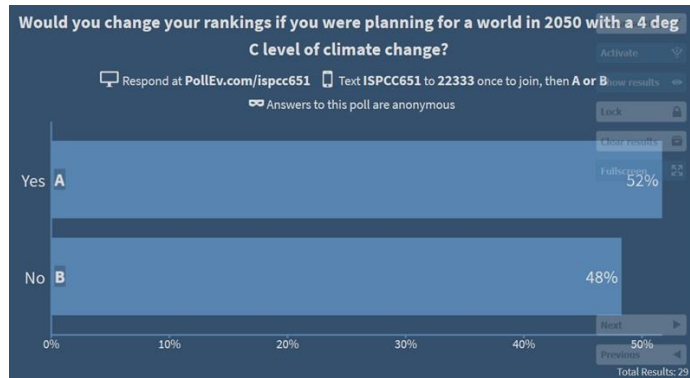 Would you change your rankings if you were planning for a world in 2050 with a 4 deg
C level of climate change?
Activate
Respond at PollEv.com/ispcc651 Text ISPCC651 to 22333 once to join, then A or B
Show results
Answers to this poll are anonymous
Lock
Clear results
Fullscreen
Yes A 52%
No B 48%
Next
0% 10% 20% 30% 40% 50%
Previous
Total Results: 29